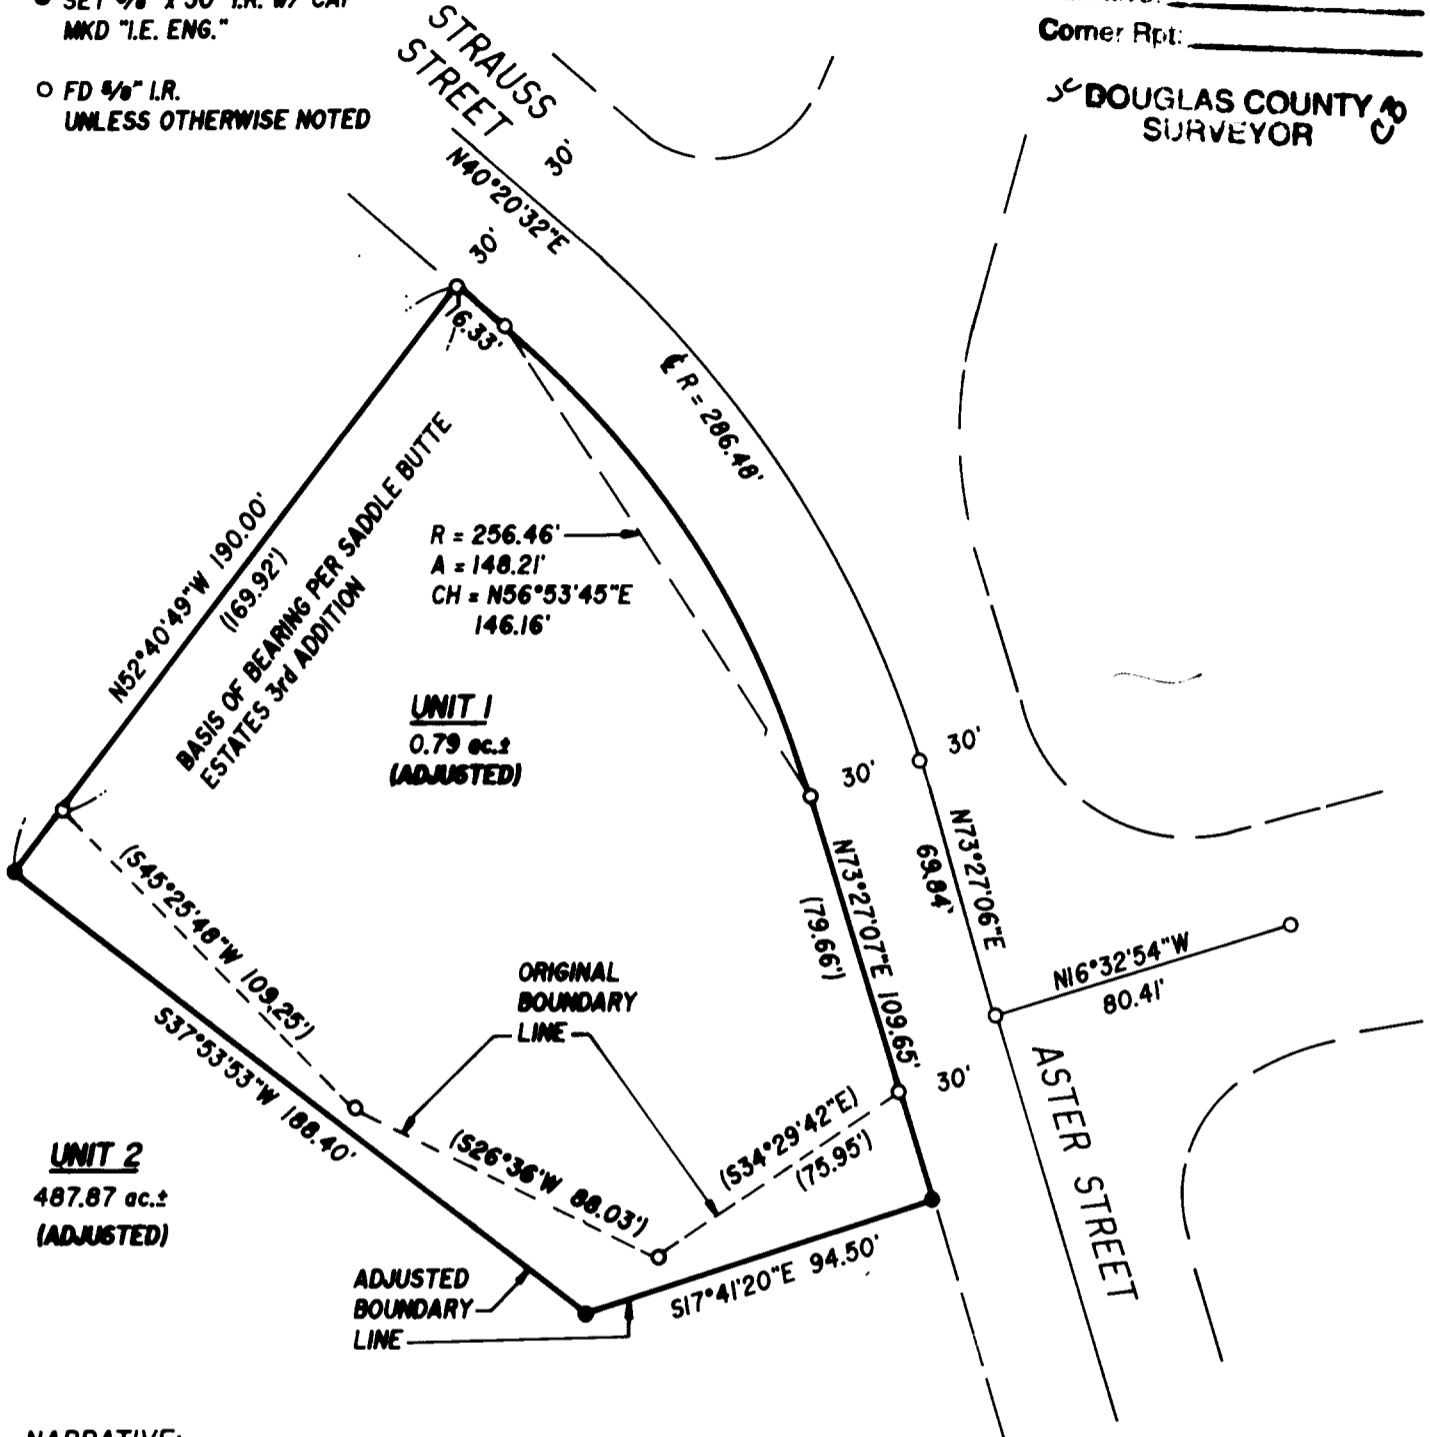 SET 5/8" X 30" I.R. W/ CAP
MKD "I.E. ENG."
FD 5/8" I.R.
UNLESS OTHERWISE NOTED
Corner Rpt:
DOUGLAS COUNTY
SURVEYOR
STRAUSS
STREET
30'
N40°20'32"E
30'
16.33'
℄ R = 286.48'
N52°40'49"W 190.00'
(169.92')
BASIS OF BEARING PER SADDLE BUTTE
ESTATES 3rd ADDITION
R = 256.46'
A = 148.21'
CH = N56°53'45"E
146.16'
UNIT 1
0.79 ac.±
(ADJUSTED)
30'
30'
N73°27'06"E
69.84'
N73°27'07"E 109.65'
(79.66')
N16°32'54"W
80.41'
(S45°25'48"W 109.25')
S37°53'53"W 188.40'
ORIGINAL
BOUNDARY
LINE
30'
ASTER STREET
(S34°29'42"E)
(75.95')
(S26°36'W 88.03')
UNIT 2
487.87 ac.±
(ADJUSTED)
S17°41'20"E 94.50'
ADJUSTED
BOUNDARY
LINE
NARRATIVE: